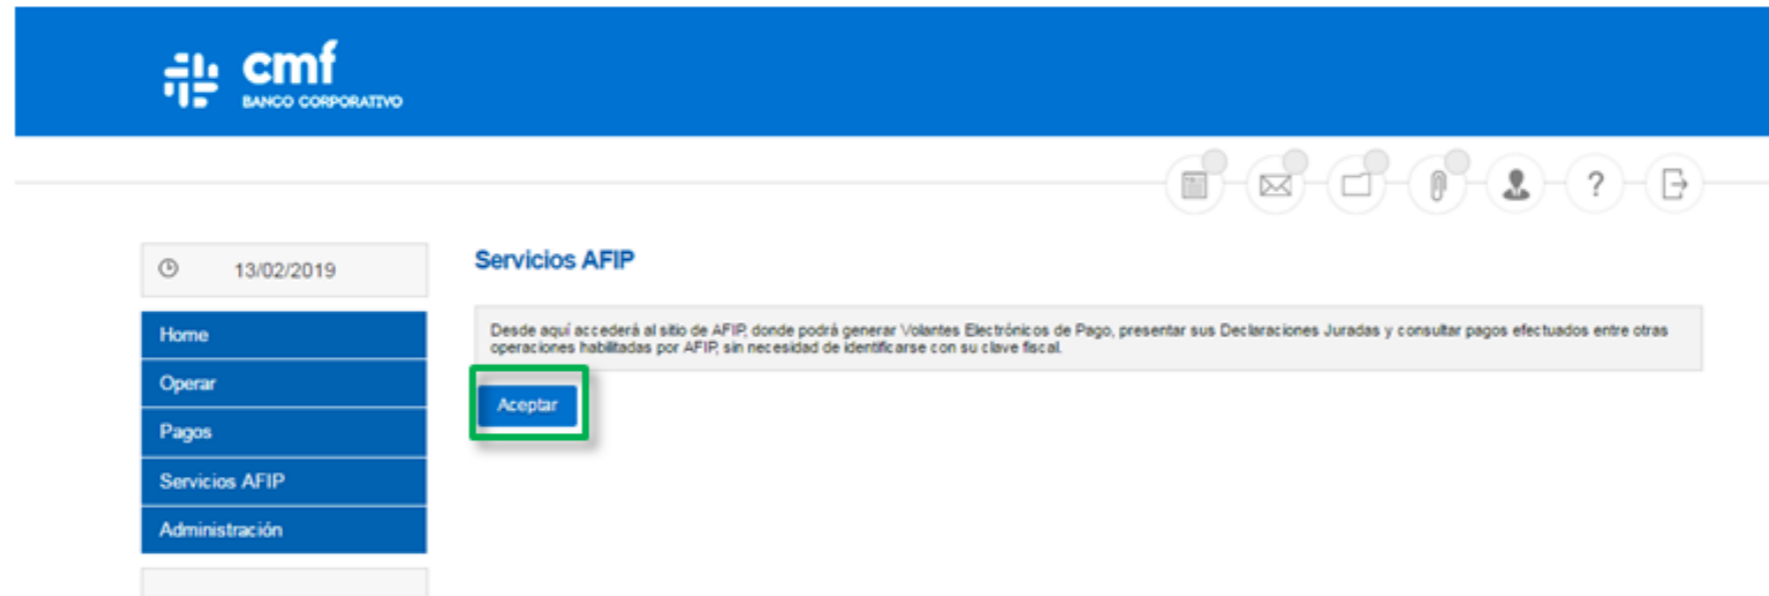 cmf
BANCO CORPORATIVO
?
13/02/2019
Servicios AFIP
Home
Desde aquí accederá al sitio de AFIP, donde podrá generar Volantes Electrónicos de Pago, presentar sus Declaraciones Juradas y consultar pagos efectuados entre otras
operaciones habilitadas por AFIP, sin necesidad de identificarse con su clave fiscal.
Operar
Aceptar
Pagos
Servicios AFIP
Administración